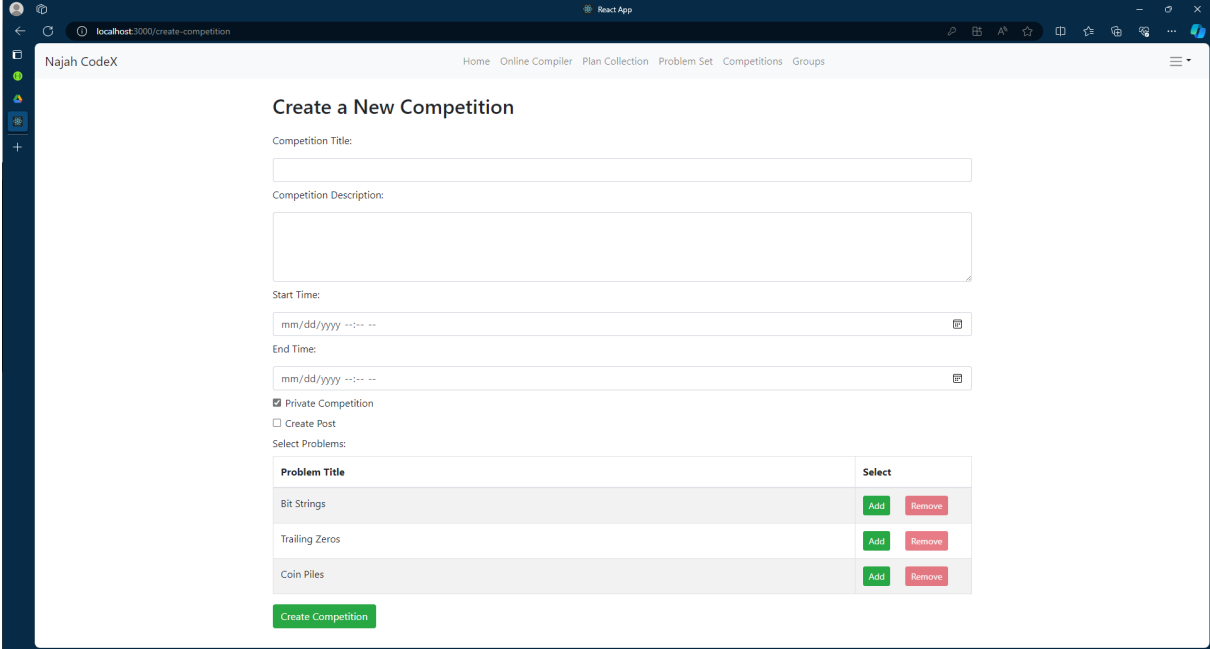 React App
localhost:3000/create-competition
Najah CodeX
Home Online Compiler Plan Collection Problem Set Competitions Groups
Create a New Competition
Competition Title:
Competition Description:
Start Time:
mm/dd/yyyy --:-- --
End Time:
mm/dd/yyyy --:-- --
Private Competition
Create Post
Select Problems:
Problem Title Select
Bit Strings Add Remove
Trailing Zeros Add Remove
Coin Piles Add Remove
Create Competition